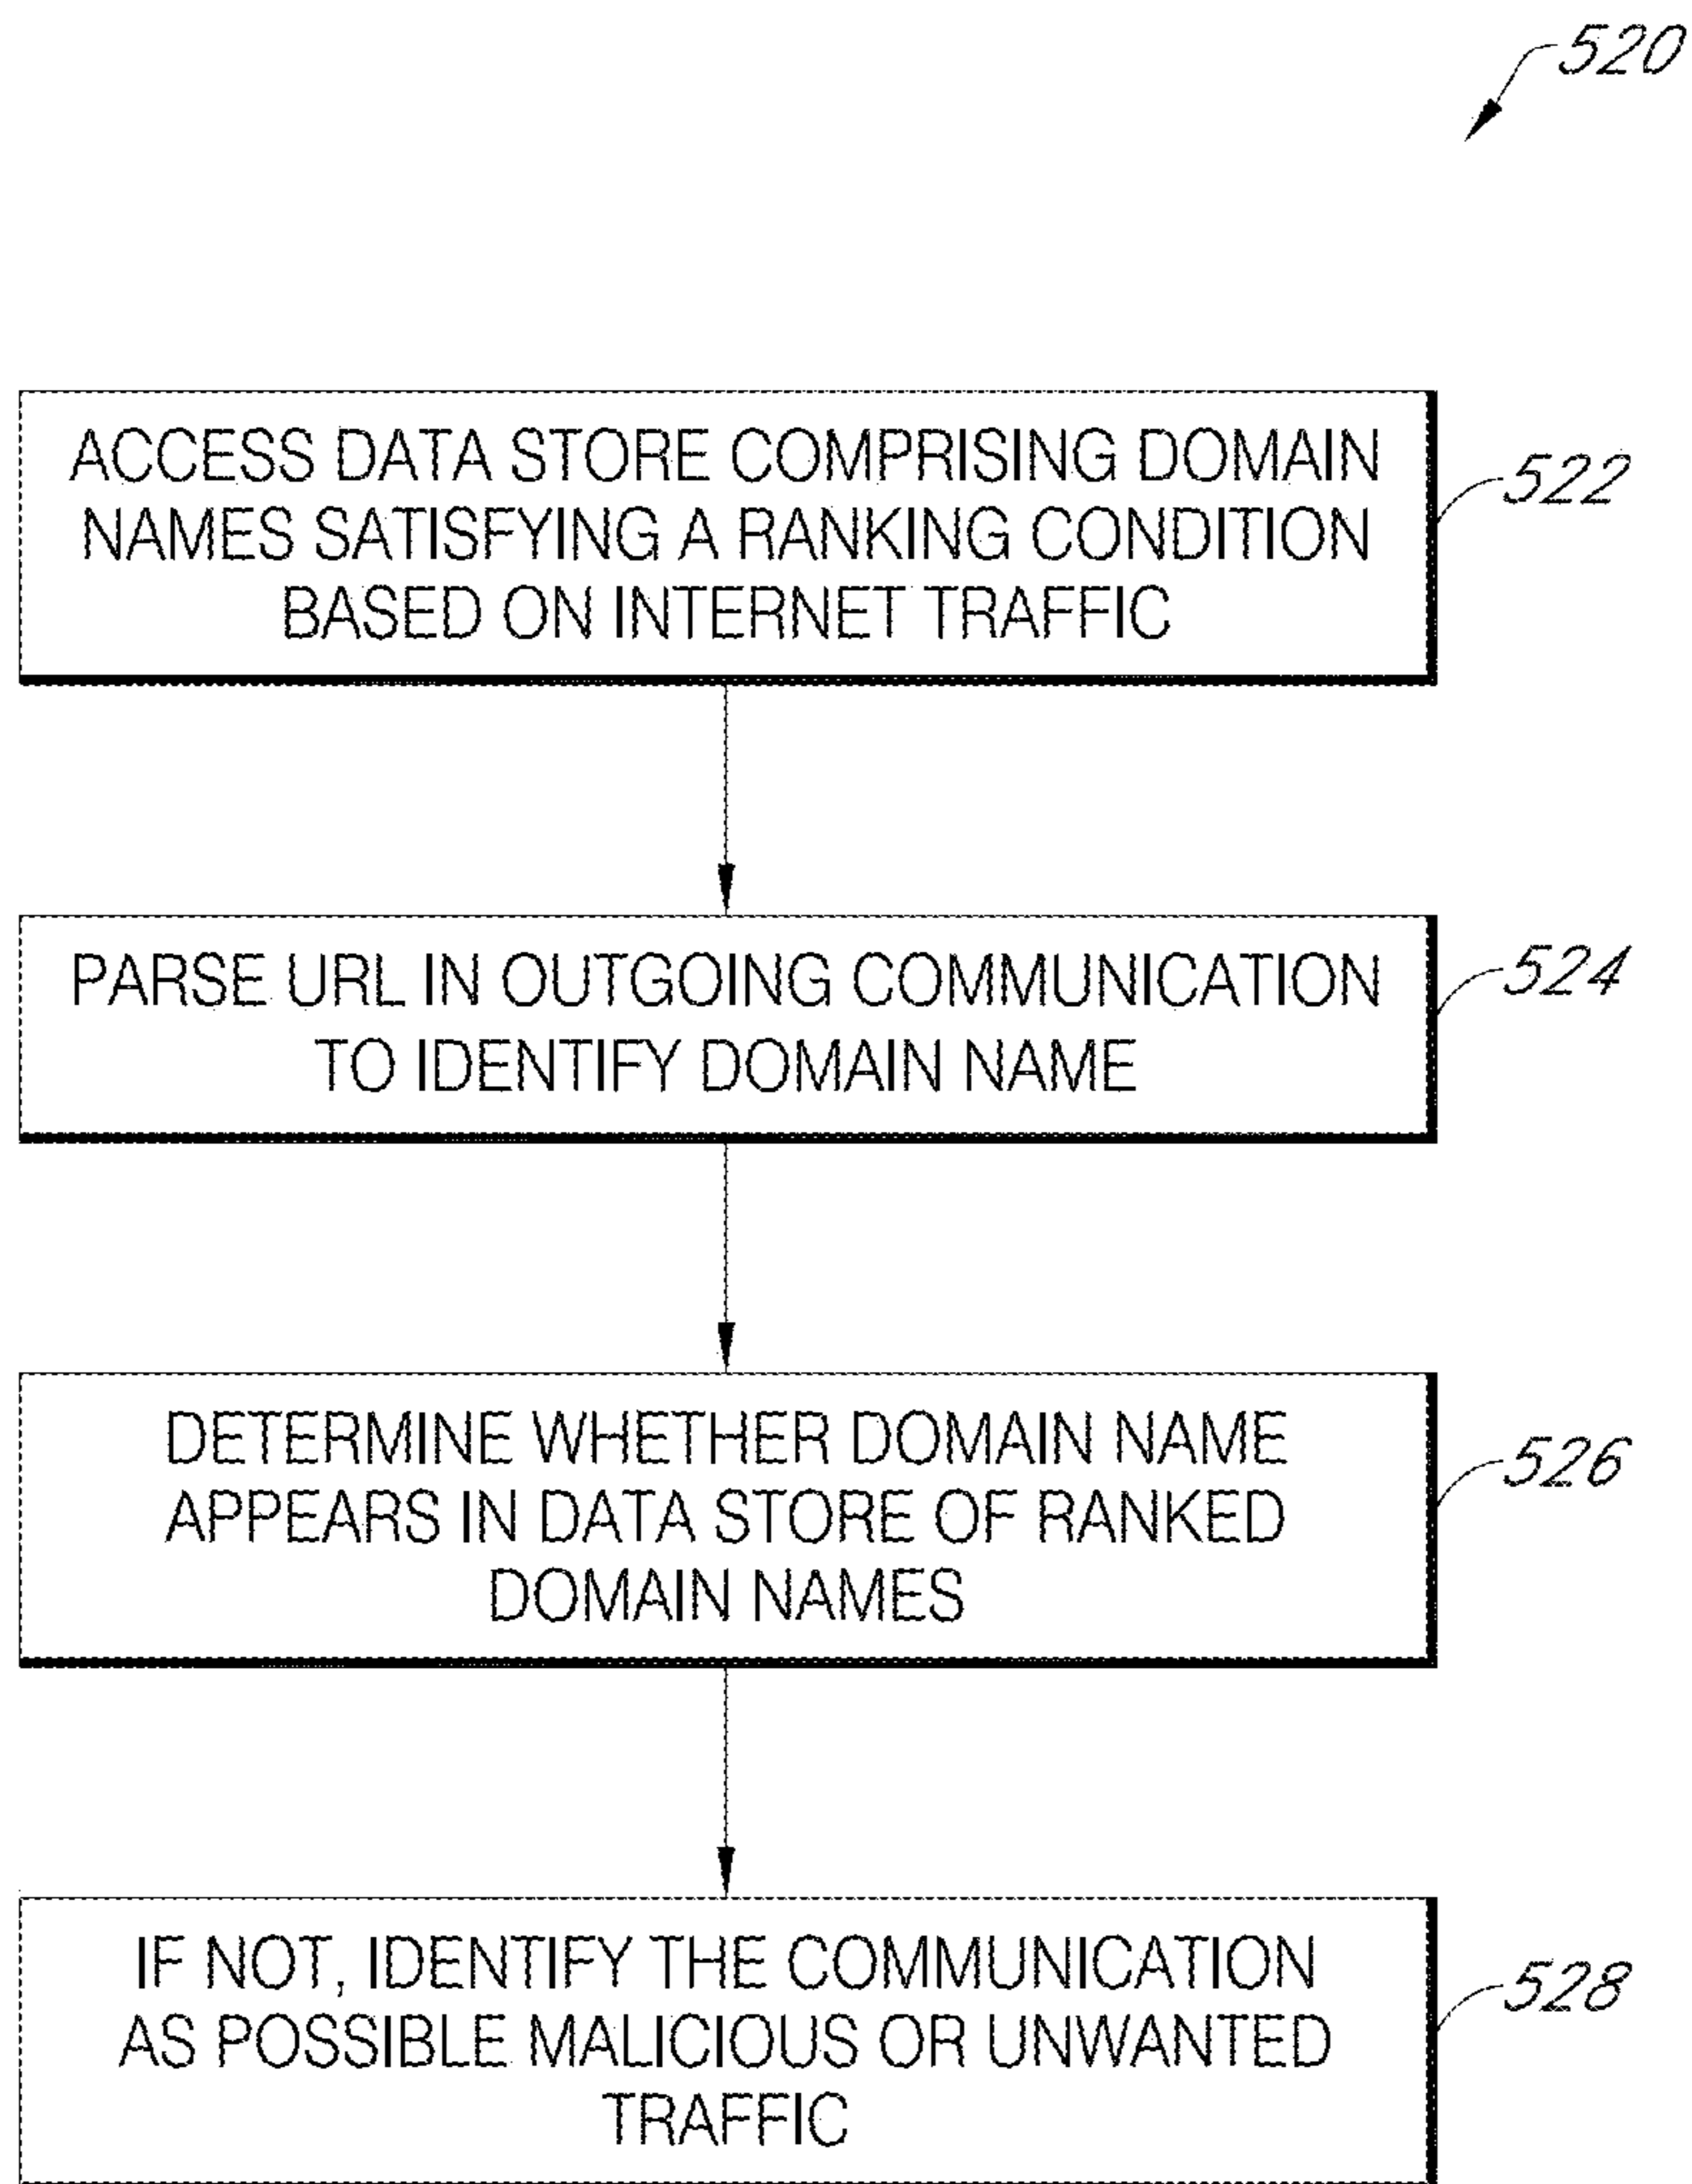 520
ACCESS DATA STORE COMPRISING DOMAIN
NAMES SATISFYING A RANKING CONDITION
BASED ON INTERNET TRAFFIC
522
PARSE URL IN OUTGOING COMMUNICATION
TO IDENTIFY DOMAIN NAME
524
DETERMINE WHETHER DOMAIN NAME
APPEARS IN DATA STORE OF RANKED
DOMAIN NAMES
526
IF NOT, IDENTIFY THE COMMUNICATION
AS POSSIBLE MALICIOUS OR UNWANTED
TRAFFIC
528